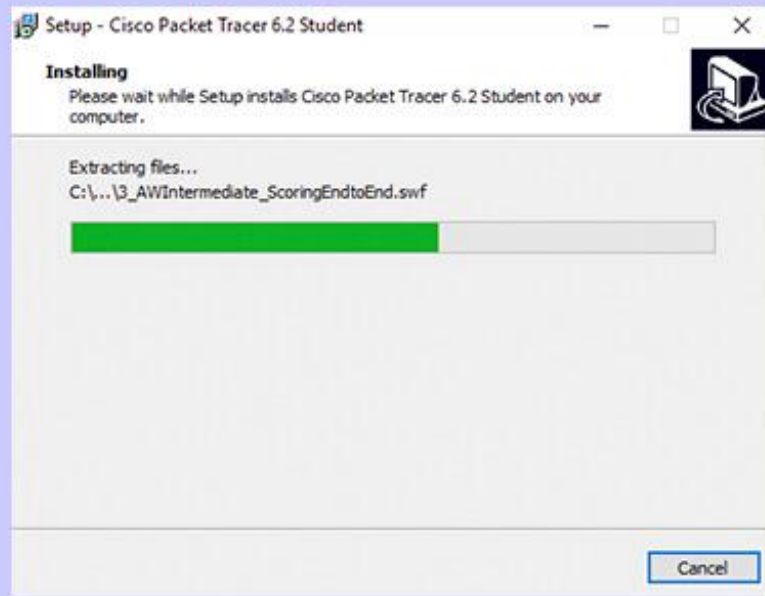 Setup - Cisco Packet Tracer 6.2 Student
Installing
Please wait while Setup installs Cisco Packet Tracer 6.2 Student on your
computer.
Extracting files...
C:\...\3_AWIntermediate_ScoringEndtoEnd.swf
Cancel